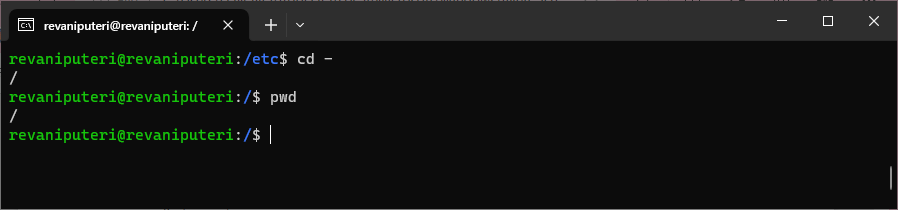 revaniputeri@revaniputeri: /
revaniputeri@revaniputeri:/etc$ cd -
/
revaniputeri@revaniputeri:/$ pwd
/
revaniputeri@revaniputeri:/$